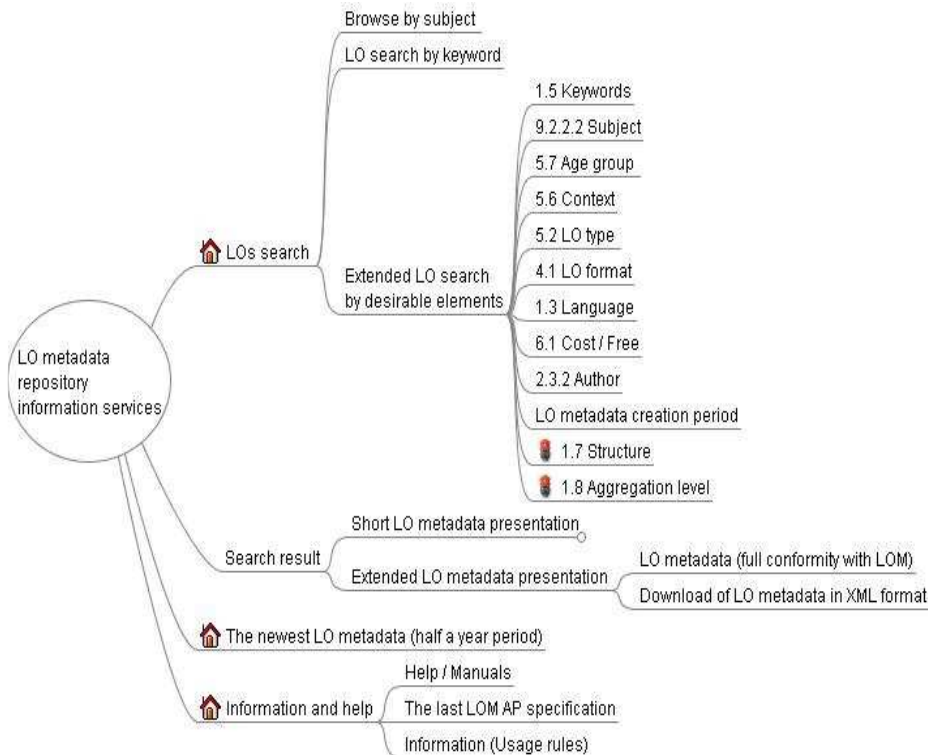 LO metadata
repository
information services
LOs search
Browse by subject
LO search by keyword
Extended LO search
by desirable elements
1.5 Keywords
9.2.2.2 Subject
5.7 Age group
5.6 Context
5.2 LO type
4.1 LO format
1.3 Language
6.1 Cost / Free
2.3.2 Author
LO metadata creation period
1.7 Structure
1.8 Aggregation level
Search result
Short LO metadata presentation
Extended LO metadata presentation
LO metadata (full conformity with LOM)
Download of LO metadata in XML format
The newest LO metadata (half a year period)
Information and help
Help / Manuals
The last LOM AP specification
Information (Usage rules)